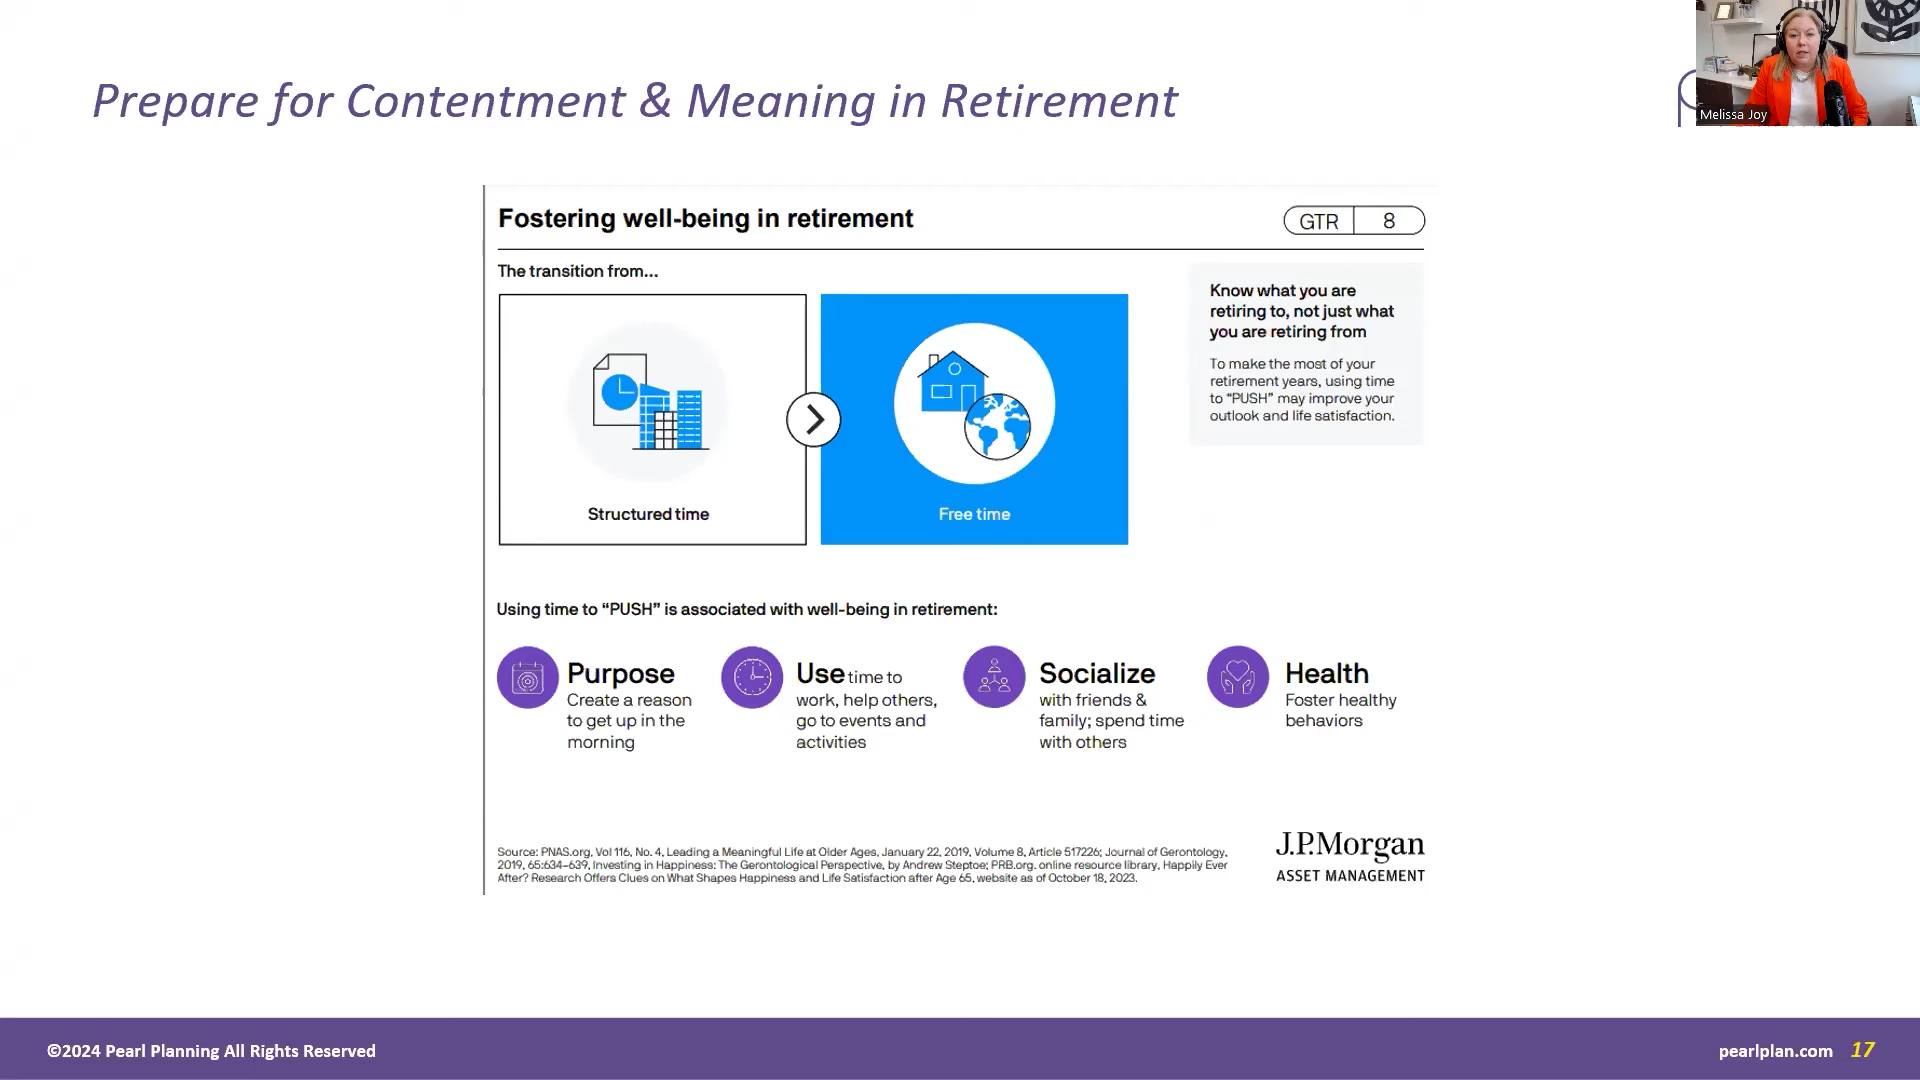 Prepare for Contentment & Meaning in Retirement
Melissa Joy
Fostering well-being in retirement
GTR 8
The transition from...
Structured time
Free time
Know what you are
retiring to, not just what
you are retiring from
To make the most of your
retirement years, using time
to “PUSH” may improve your
outlook and life satisfaction.
Using time to “PUSH” is associated with well-being in retirement:
Purpose
Create a reason
to get up in the
morning
Use time to
work, help others,
go to events and
activities
Socialize
with friends &
family; spend time
with others
Health
Foster healthy
behaviors
Source: PNAS.org, Vol 116, No. 4, Leading a Meaningful Life at Older Ages, January 22, 2019, Volume 8, Article 517226; Journal of Gerontology,
2019, 65:634–639, Investing in Happiness: The Gerontological Perspective, by Andrew Steptoe; PRB.org. online resource library, Happily Ever
After? Research Offers Clues on What Shapes Happiness and Life Satisfaction after Age 65, website as of October 18, 2023.
J.P.Morgan
ASSET MANAGEMENT
©2024 Pearl Planning All Rights Reserved
pearlplan.com 17